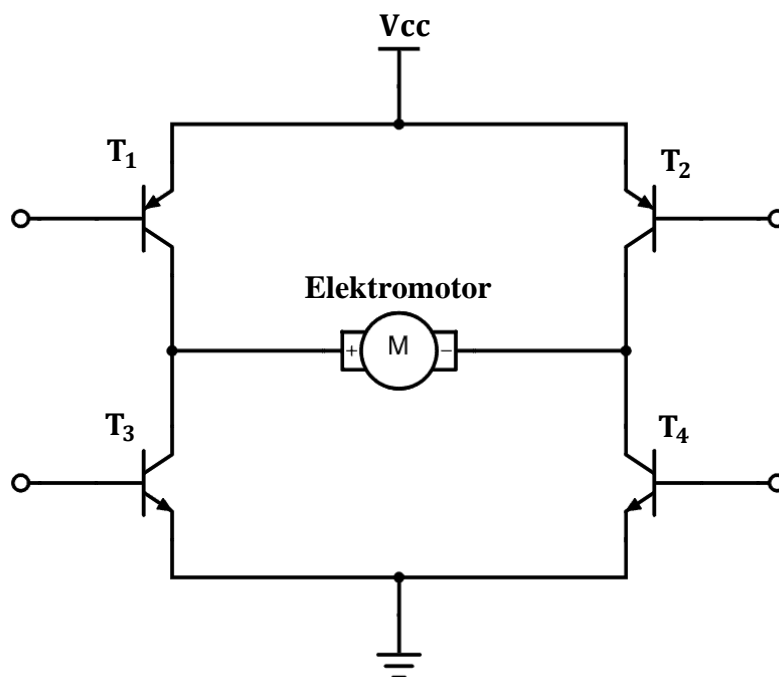 Vcc
T₁
T₂
Elektromotor
+ M −
T₃
T₄